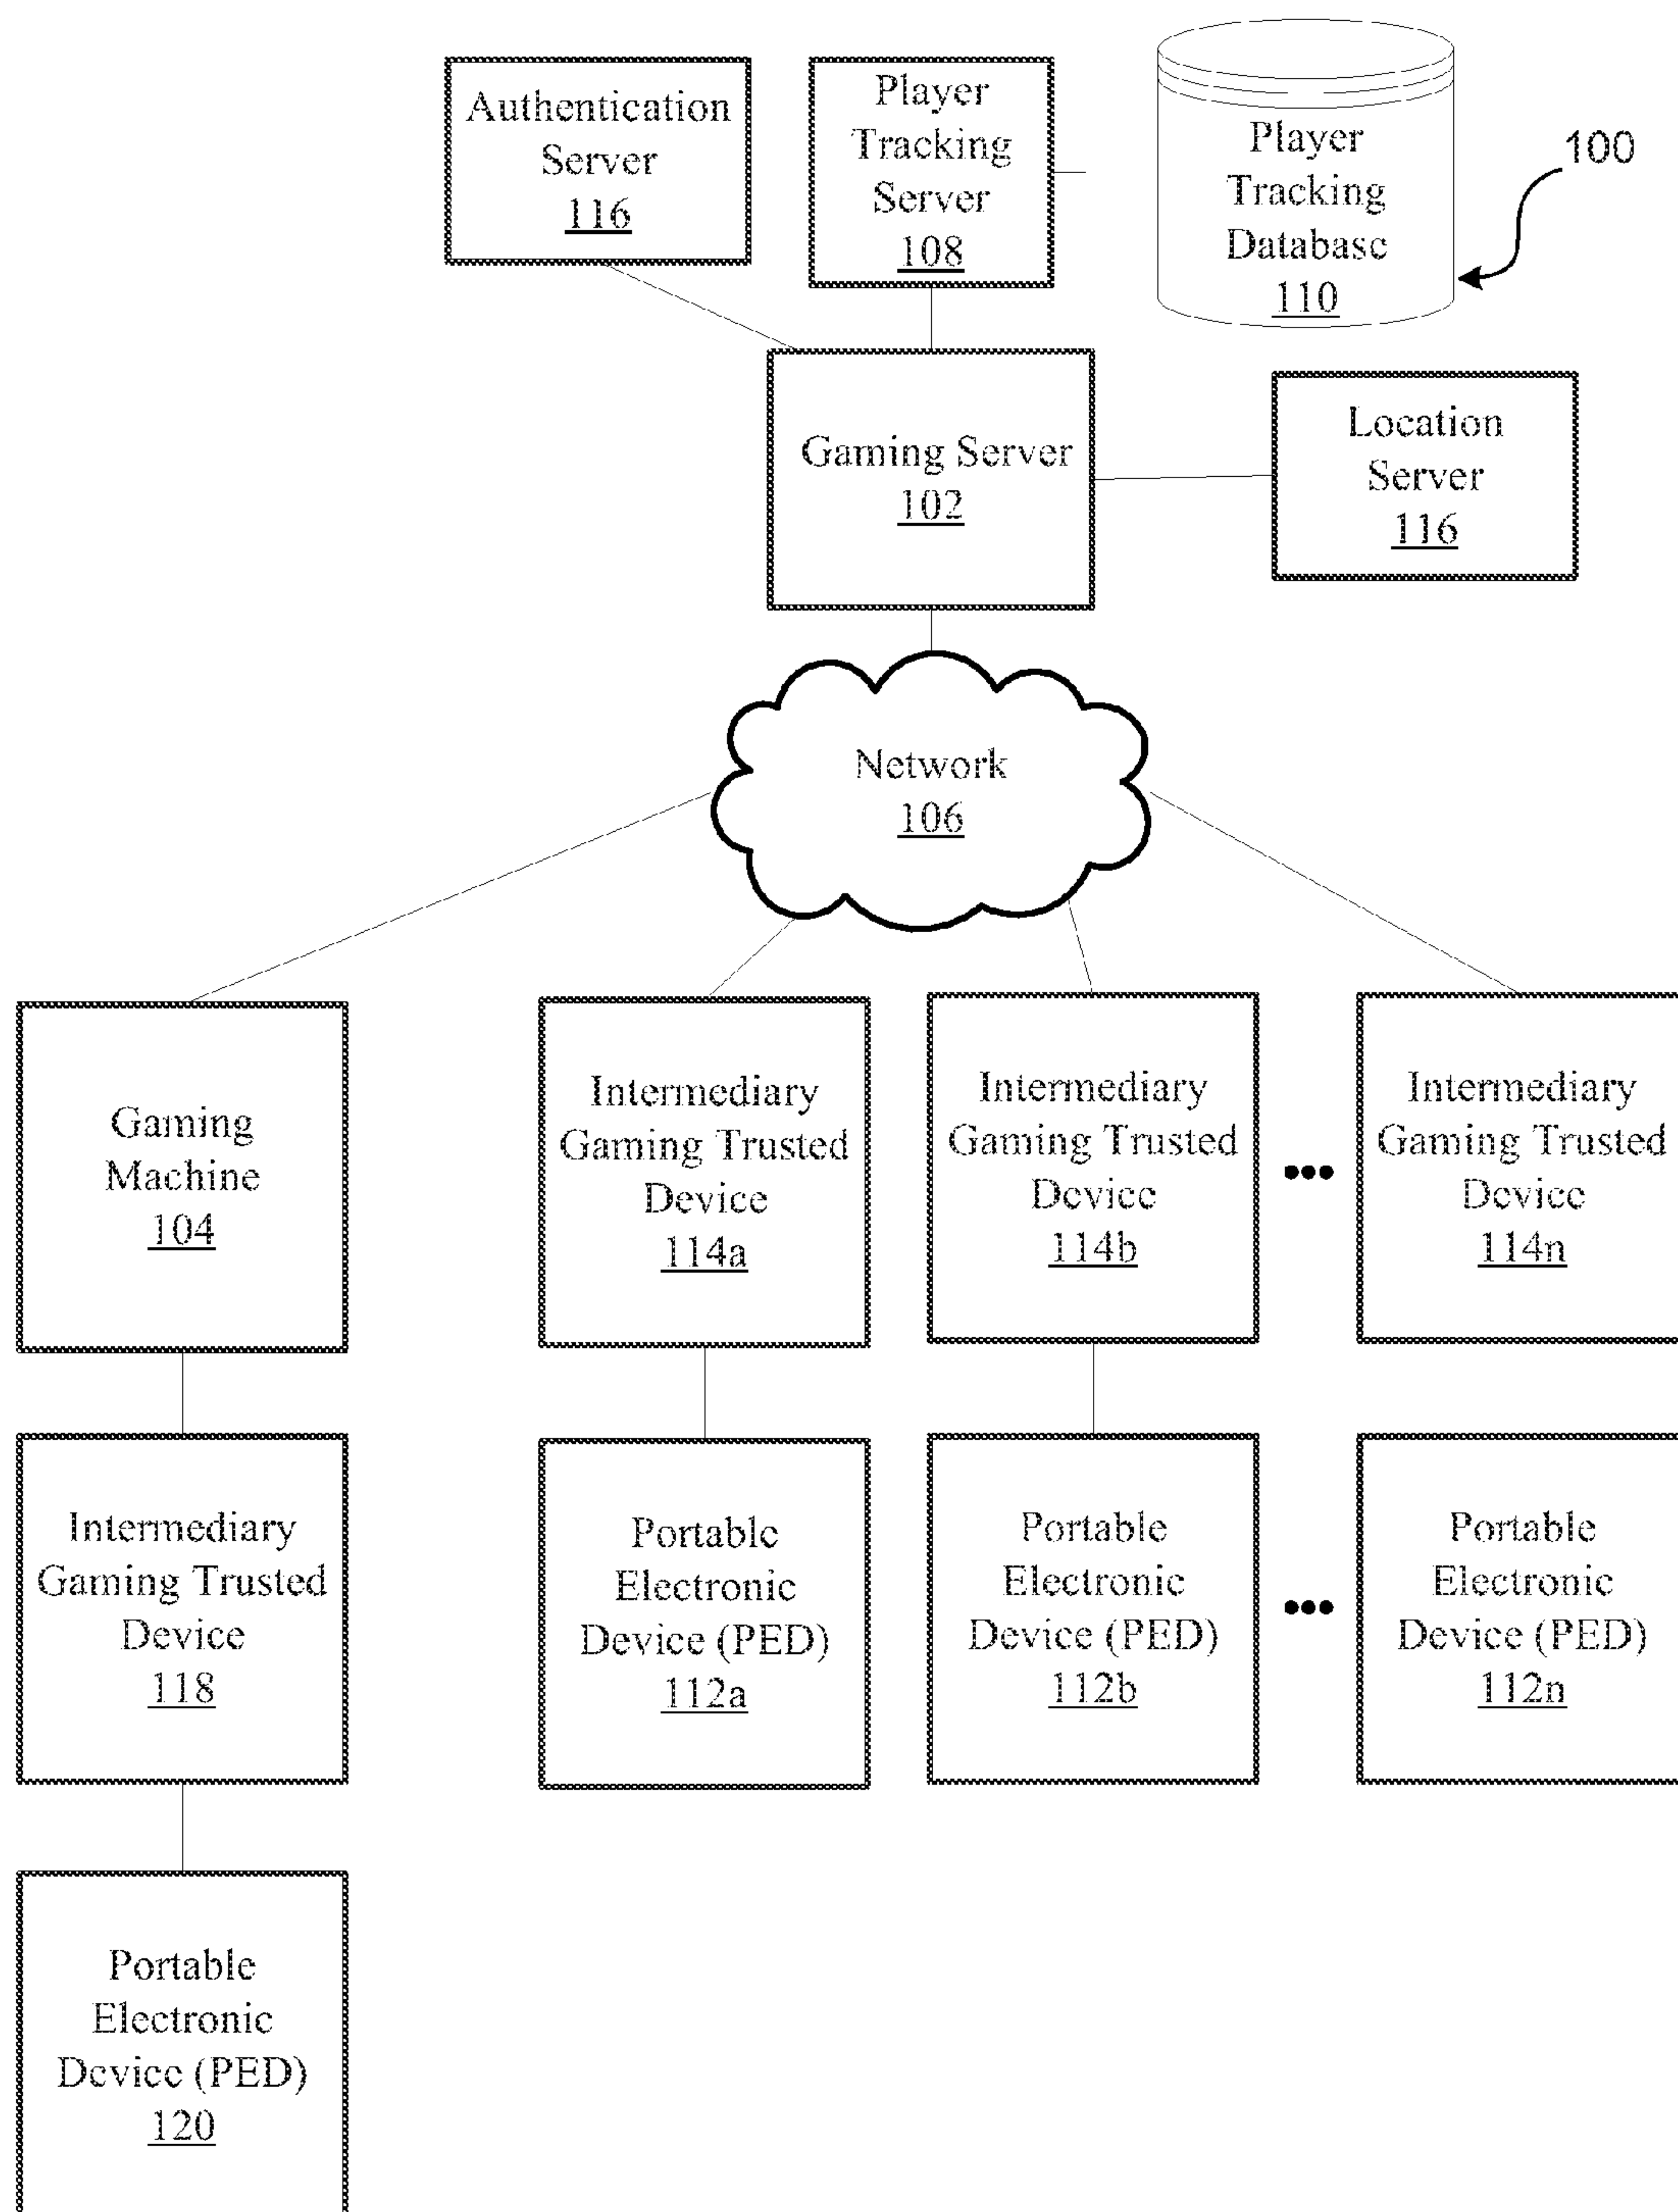 Authentication
Server
116
Player
Tracking
Server
108
Player
Tracking
Database
110
100
Gaming Server
102
Location
Server
116
Network
106
Gaming
Machine
104
Intermediary
Gaming Trusted
Device
114a
Intermediary
Gaming Trusted
Device
114b
•••
Intermediary
Gaming Trusted
Device
114n
Intermediary
Gaming Trusted
Device
118
Portable
Electronic
Device (PED)
112a
Portable
Electronic
Device (PED)
112b
•••
Portable
Electronic
Device (PED)
112n
Portable
Electronic
Device (PED)
120